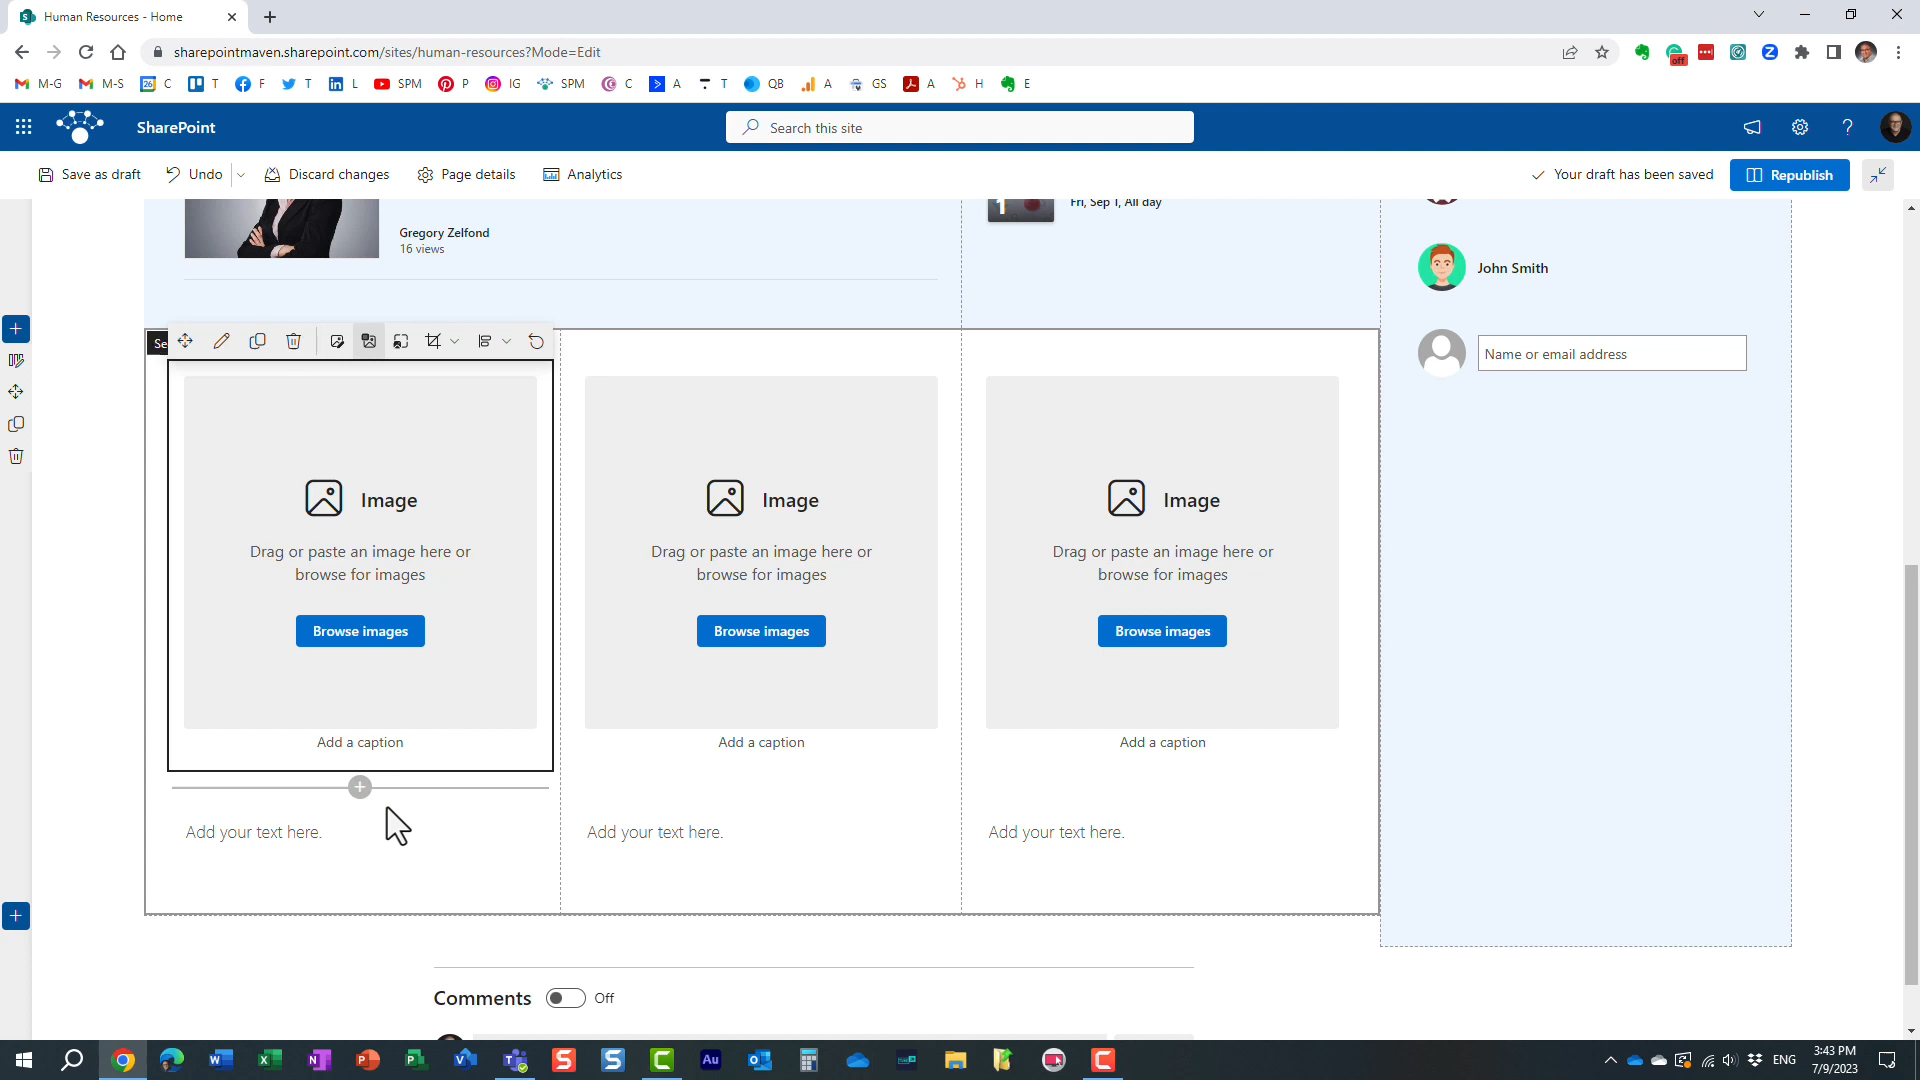 Human Resources - Home
sharepointmaven.sharepoint.com/sites/human-resources?Mode=Edit
off
M-G
M-S
26
C
T
F
T
L
SPM
P
IG
SPM
C
A
T
QB
A
GS
A
H
E
SharePoint
Search this site
Save as draft
Undo
Discard changes
Page details
Analytics
Your draft has been saved
Republish
Gregory Zelfond
16 views
1
Fri, Sep 1, All day
John Smith
Name or email address
Se
Image
Drag or paste an image here or
browse for images
Browse images
Add a caption
Add your text here.
Image
Drag or paste an image here or
browse for images
Browse images
Add a caption
Add your text here.
Image
Drag or paste an image here or
browse for images
Browse images
Add a caption
Add your text here.
Comments
Off
ENG
3:43 PM
7/9/2023